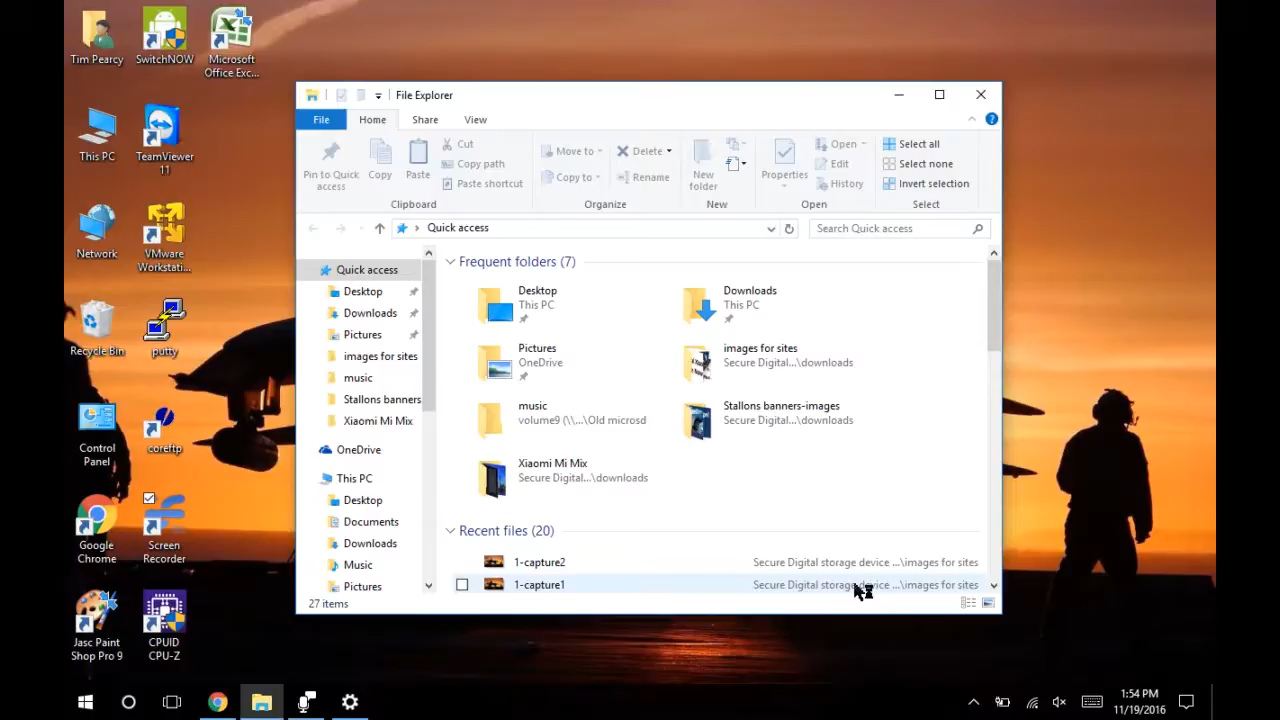 Tim Pearcy
SwitchNOW
Microsoft
Office Exc...
This PC
TeamViewer
11
Network
VMware
Workstati...
Recycle Bin
putty
Control
Panel
coreftp
Google
Chrome
Screen
Recorder
Jasc Paint
Shop Pro 9
CPUID
CPU-Z
File Explorer
File
Home
Share
View
Pin to Quick
access
Copy
Paste
Cut
Copy path
Paste shortcut
Clipboard
Move to
Copy to
Delete
Rename
Organize
New
folder
New
Properties
Open
Edit
History
Open
Select all
Select none
Invert selection
Select
Quick access
Search Quick access
Quick access
Desktop
Downloads
Pictures
images for sites
music
Stallons banners
Xiaomi Mi Mix
OneDrive
This PC
Desktop
Documents
Downloads
Music
Pictures
Frequent folders (7)
Desktop
This PC
Downloads
This PC
Pictures
OneDrive
images for sites
Secure Digital...\downloads
music
volume9 (\\...\Old microsd
Stallons banners-images
Secure Digital...\downloads
Xiaomi Mi Mix
Secure Digital...\downloads
Recent files (20)
1-capture2 Secure Digital storage device ...\images for sites
1-capture1 Secure Digital storage device ...\images for sites
27 items
1:54 PM
11/19/2016